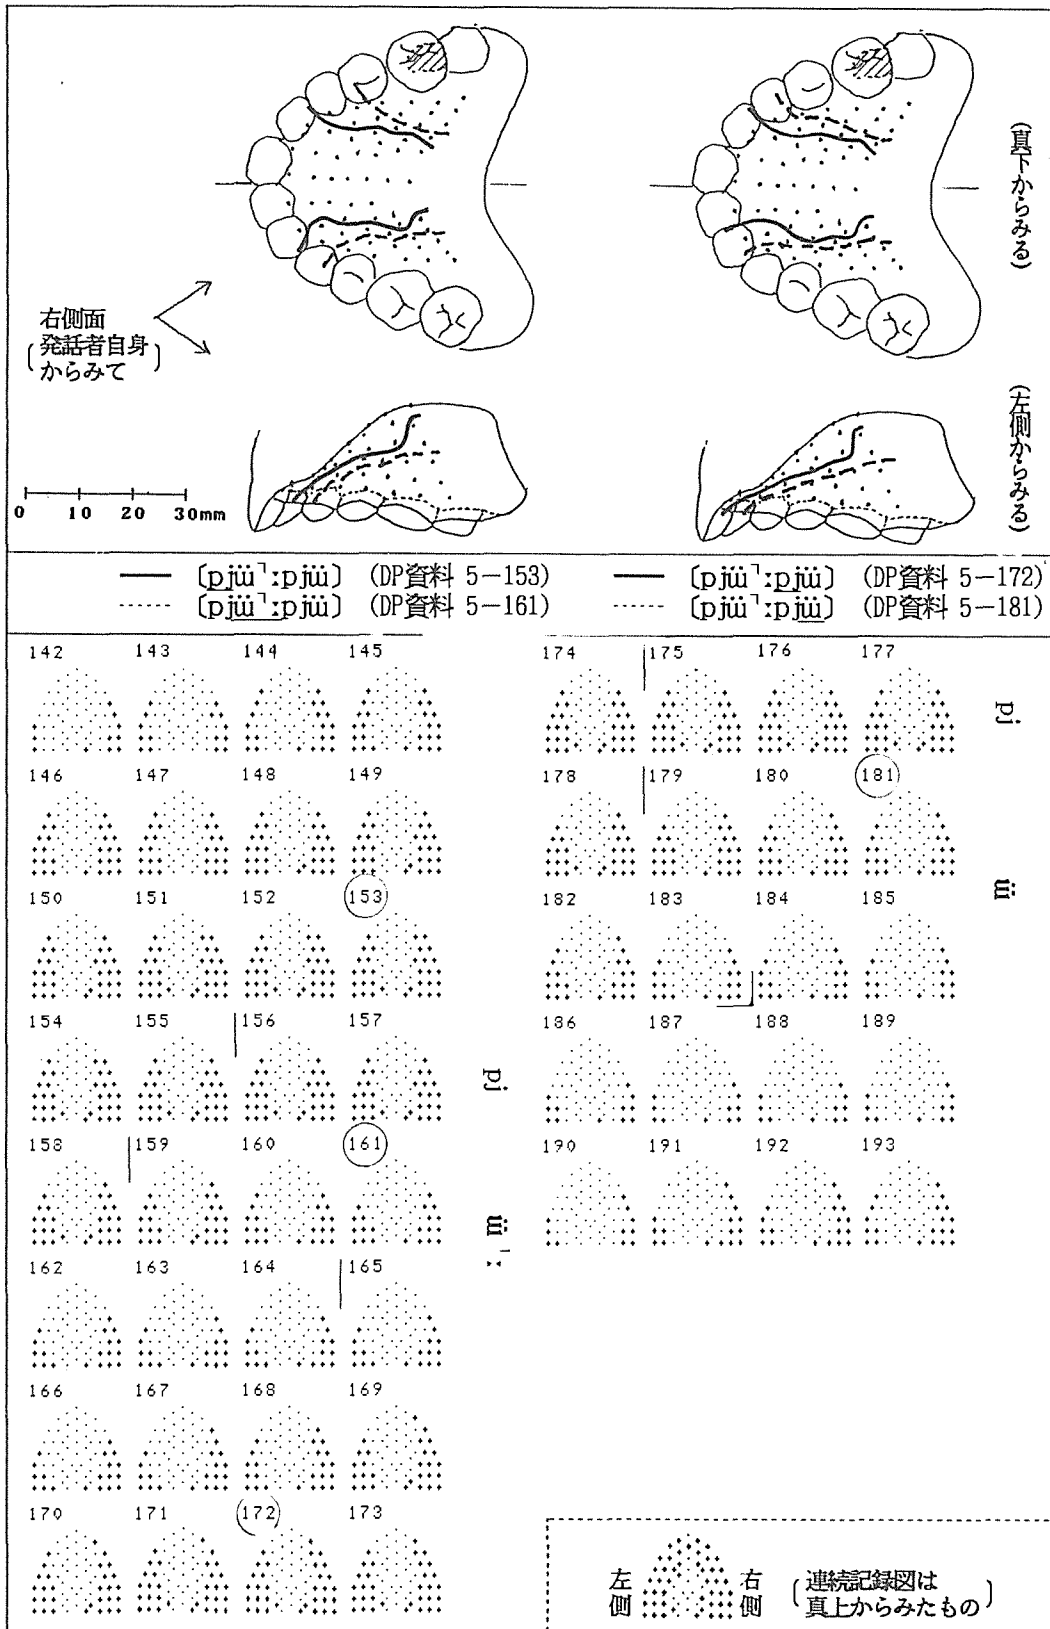 (真下からみる)
右側面
発話者自身
からみて
(左側からみる)
0 10 20 30mm
[pjɯ̈˺:pjɯ̈] (DP資料 5−153)
[pjɯ̈˺:pjɯ̈] (DP資料 5−161)
[pjɯ̈˺:pjɯ̈] (DP資料 5−172)
[pjɯ̈˺:pjɯ̈] (DP資料 5−181)
142 143 144 145
146 147 148 149
150 151 152 153
154 155 156 157
pj
158 159 160 161
ɯ̈˺:
162 163 164 165
166 167 168 169
170 171 172 173
174 175 176 177
pj
178 179 180 181
ɯ̈
182 183 184 185
186 187 188 189
190 191 192 193
左側
右側
(連続記録図は
真上からみたもの)